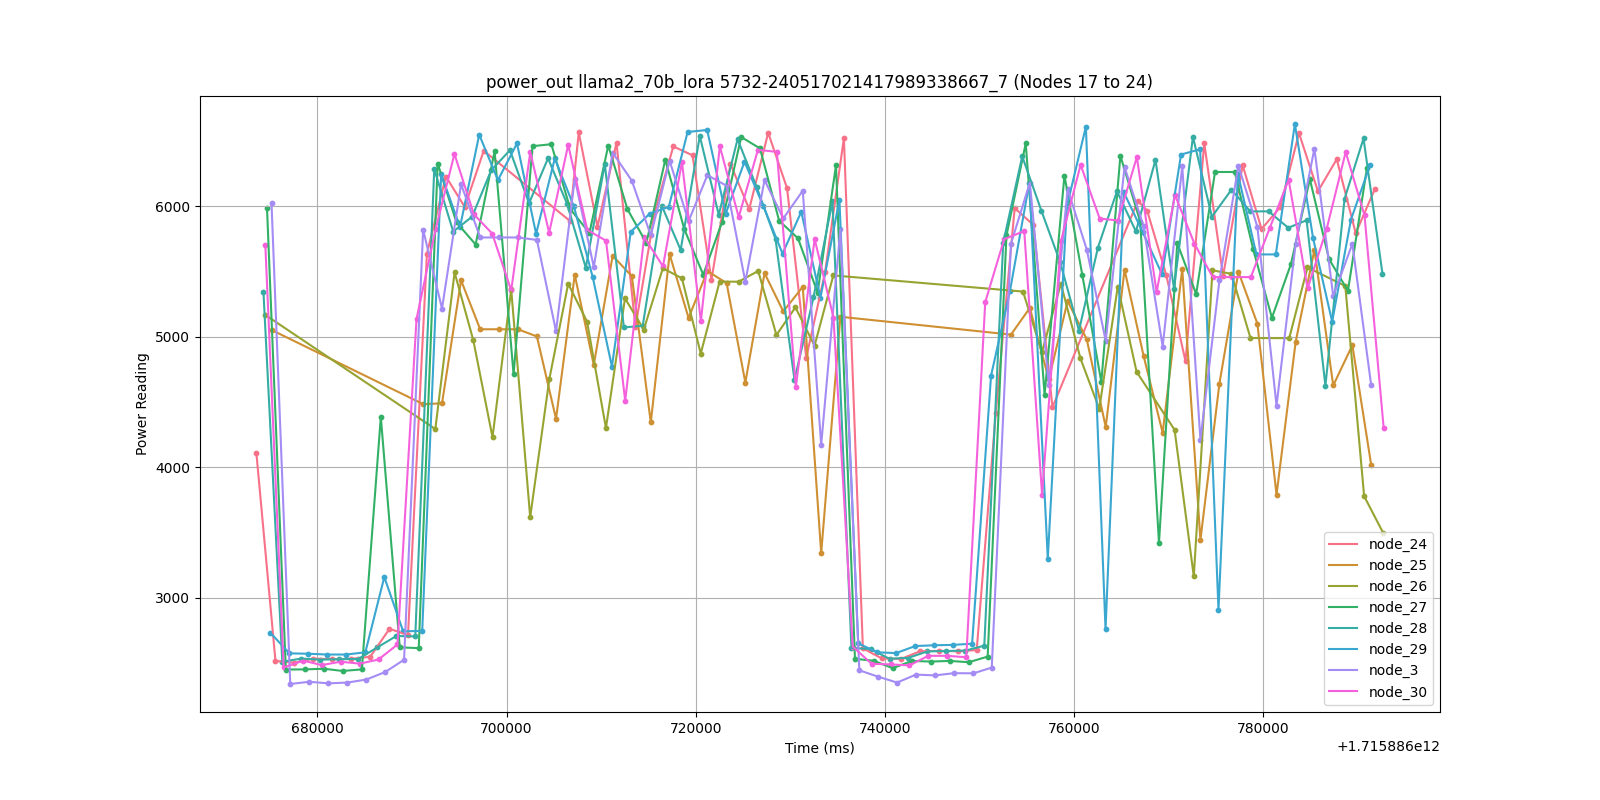 power_out llama2_70b_lora 5732-240517021417989338667_7 (Nodes 17 to 24)
Power Reading
6000
5000
4000
3000
node_24
node_25
node_26
node_27
node_28
node_29
node_3
node_30
680000 700000 720000 740000 760000 780000
Time (ms)
+1.715886e12